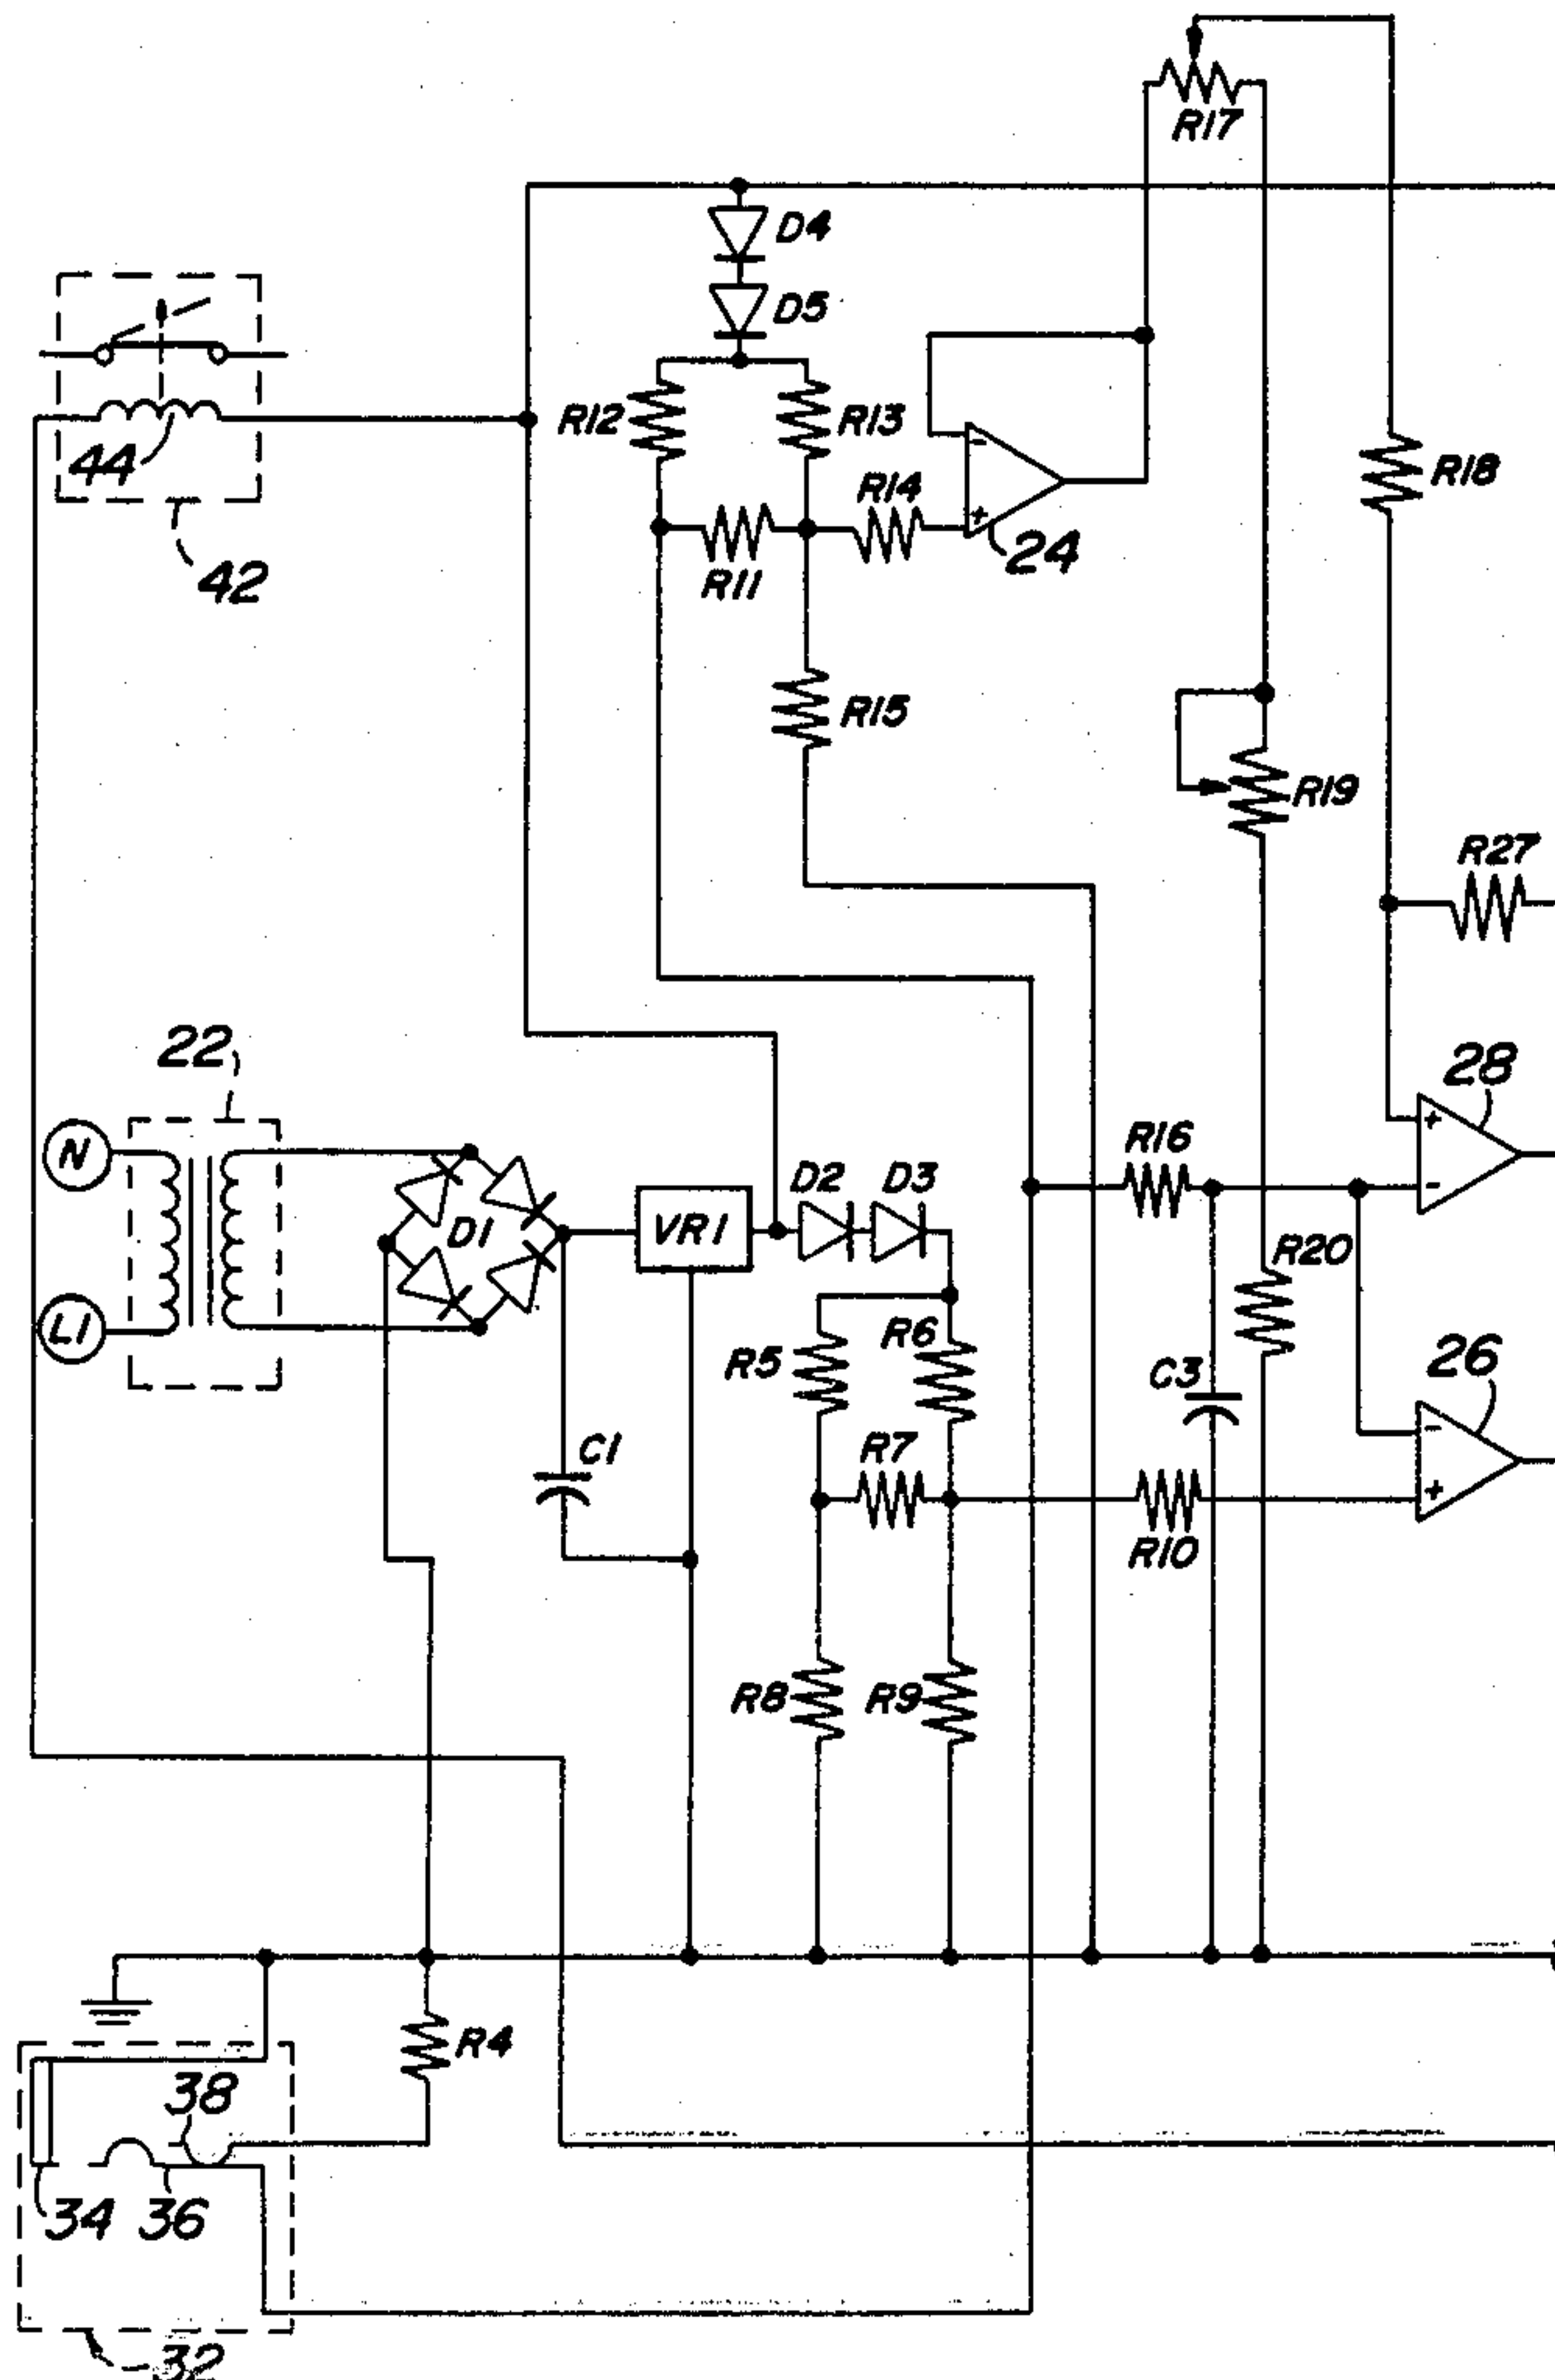 R17
D4
D5
R12
R13
44
R14
R18
-
+
24
42
R11
R15
R19
R27
22
28
+
R16
N
D2
D3
-
VR1
D1
R20
L1
R6
R5
26
C3
-
R7
C1
+
R10
R8
R9
R4
38
34
36
32